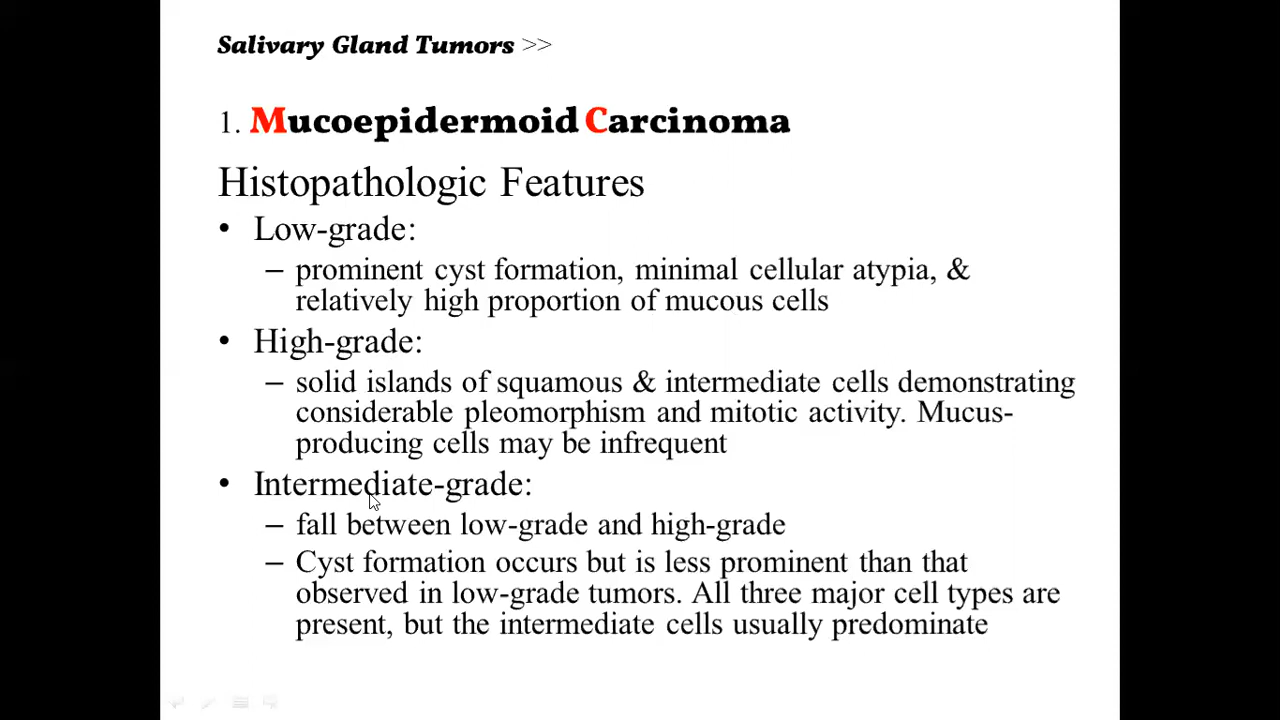 Salivary Gland Tumors >>
1. Mucoepidermoid Carcinoma
Histopathologic Features
• Low-grade:
– prominent cyst formation, minimal cellular atypia, &
relatively high proportion of mucous cells
• High-grade:
– solid islands of squamous & intermediate cells demonstrating
considerable pleomorphism and mitotic activity. Mucus-
producing cells may be infrequent
• Intermediate-grade:
– fall between low-grade and high-grade
– Cyst formation occurs but is less prominent than that
observed in low-grade tumors. All three major cell types are
present, but the intermediate cells usually predominate